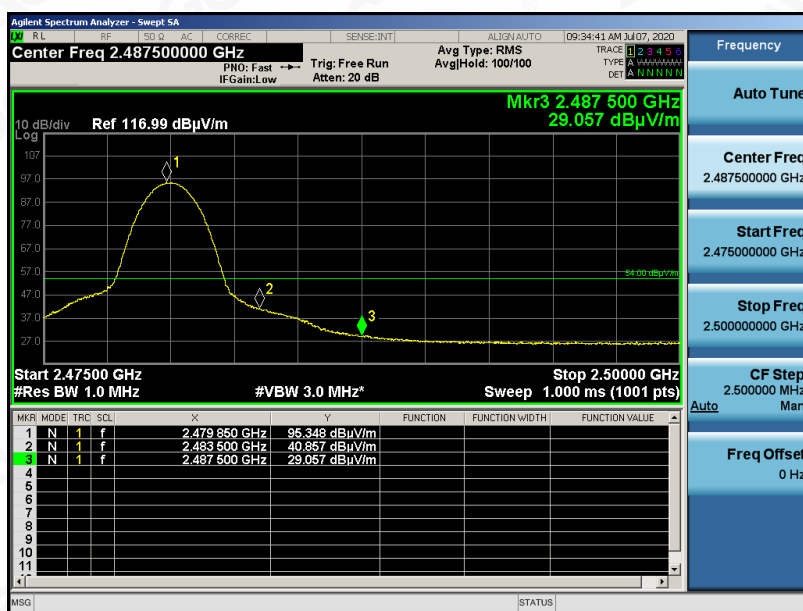 Agilent Spectrum Analyzer - Swept SA
LXI RL RF 50 Ω AC CORREC SENSE:INT ALIGNAUTO 09:34:41 AM Jul 07, 2020
Center Freq 2.487500000 GHz
PNO: Fast
IFGain:Low
Trig: Free Run
Atten: 20 dB
Avg Type: RMS
Avg|Hold: 100/100
TRACE 1 2 3 4 5 6
TYPE A WWWWW
DET A N N N N N
Mkr3 2.487 500 GHz
29.057 dBµV/m
10 dB/div Ref 116.99 dBµV/m
Log
107
97.0
87.0
77.0
67.0
57.0
47.0
37.0
27.0
1
2
3
54.00 dBµV/m
Start 2.47500 GHz Stop 2.50000 GHz
#Res BW 1.0 MHz #VBW 3.0 MHz* Sweep 1.000 ms (1001 pts)
MKR MODE TRC SCL X Y FUNCTION FUNCTION WIDTH FUNCTION VALUE
1 N 1 f 2.479 850 GHz 95.348 dBµV/m
2 N 1 f 2.483 500 GHz 40.857 dBµV/m
3 N 1 f 2.487 500 GHz 29.057 dBµV/m
4
5
6
7
8
9
10
11
MSG STATUS
Frequency
Auto Tune
Center Freq
2.487500000 GHz
Start Freq
2.475000000 GHz
Stop Freq
2.500000000 GHz
CF Step
2.500000 MHz
Auto Man
Freq Offset
0 Hz